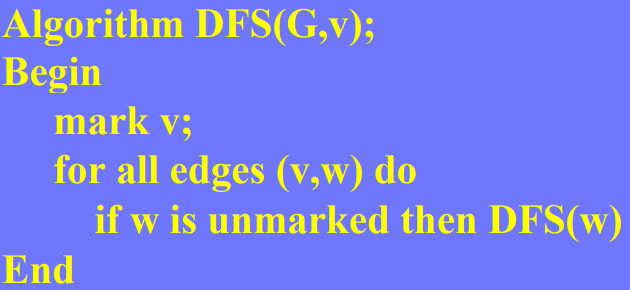 Algorithm DFS(G,v);
Begin
mark v;
for all edges (v,w) do
if w is unmarked then DFS(w)
End